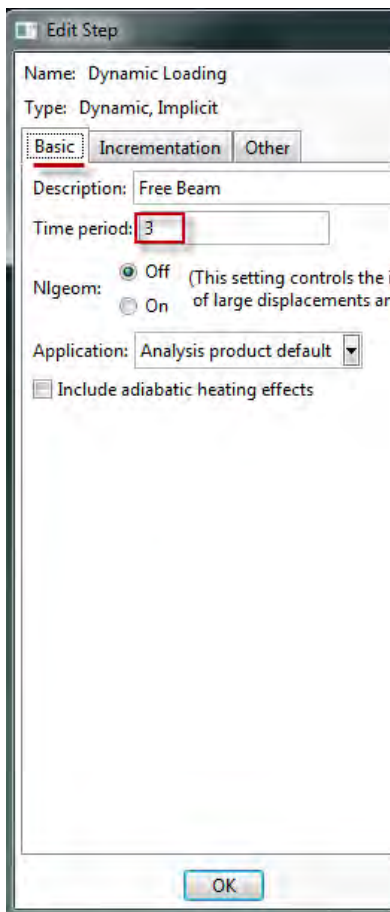 Edit Step
Name: Dynamic Loading
Type: Dynamic, Implicit
Basic Incrementation Other
Description: Free Beam
Time period: 3
Nlgeom: Off (This setting controls the
On of large displacements
Application: Analysis product default
Include adiabatic heating effects
OK